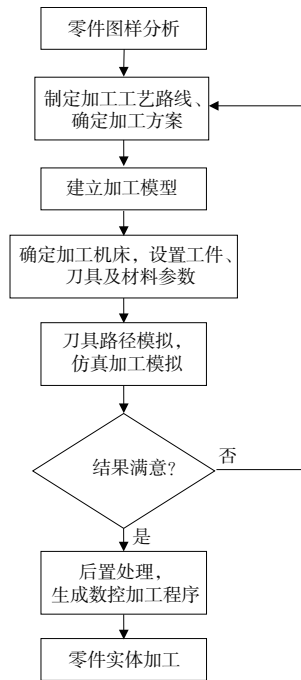 零件图样分析
制定加工工艺路线、
确定加工方案
建立加工模型
确定加工机床，设置工件、
刀具及材料参数
刀具路径模拟，
仿真加工模拟
结果满意?
否
是
后置处理，
生成数控加工程序
零件实体加工